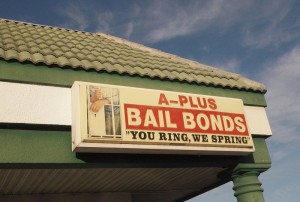 A-PLUS
BAIL BONDS
"YOU RING, WE SPRING"